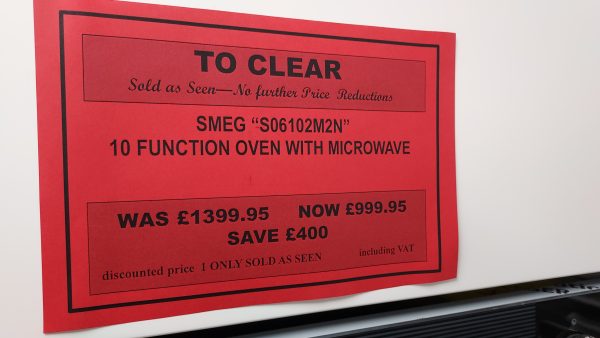 TO CLEAR
Sold as Seen—No further Price Reductions
SMEG “S06102M2N”
10 FUNCTION OVEN WITH MICROWAVE
WAS £1399.95 NOW £999.95
SAVE £400
discounted price 1 ONLY SOLD AS SEEN including VAT